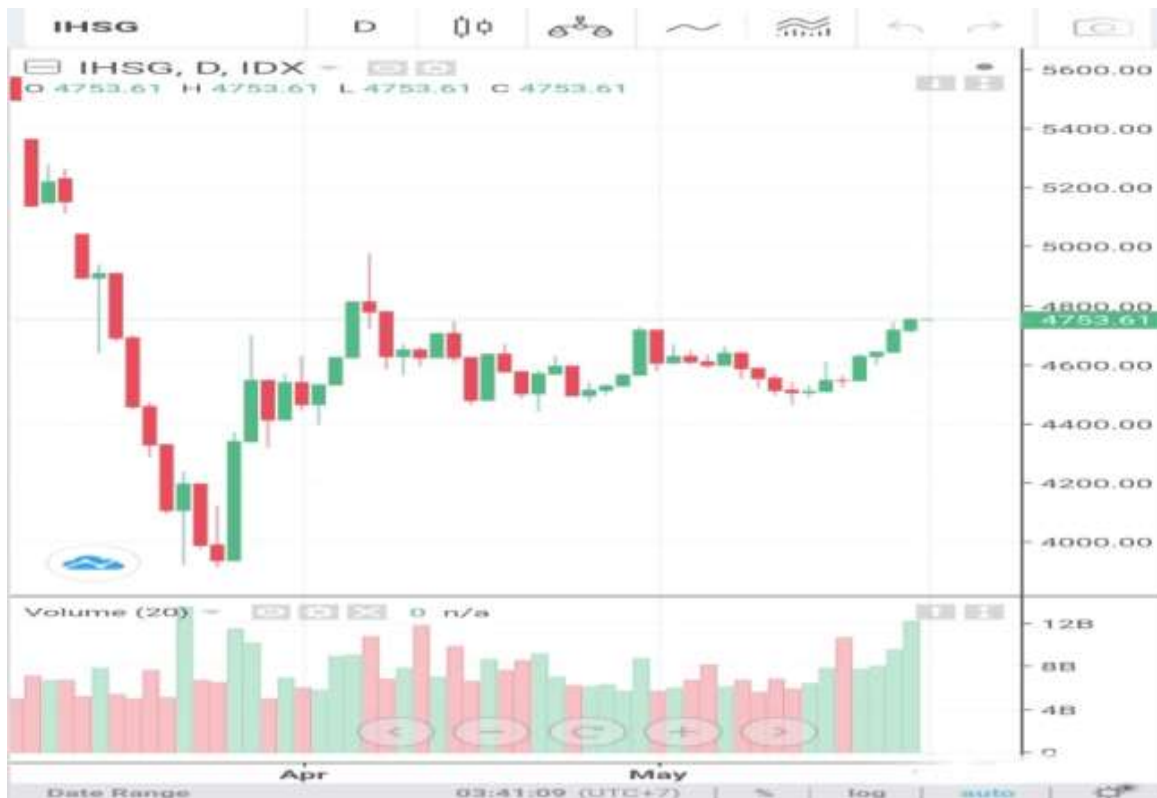 IHSG D
IHSG, D, IDX
O 4753.61 H 4753.61 L 4753.61 C 4753.61
5600.00
5400.00
5200.00
5000.00
4800.00
4753.61
4600.00
4400.00
4200.00
4000.00
Volume (20) 0 n/a
12B
8B
4B
0
Apr May
Date Range 03:41:09 (UTC+7) % log auto